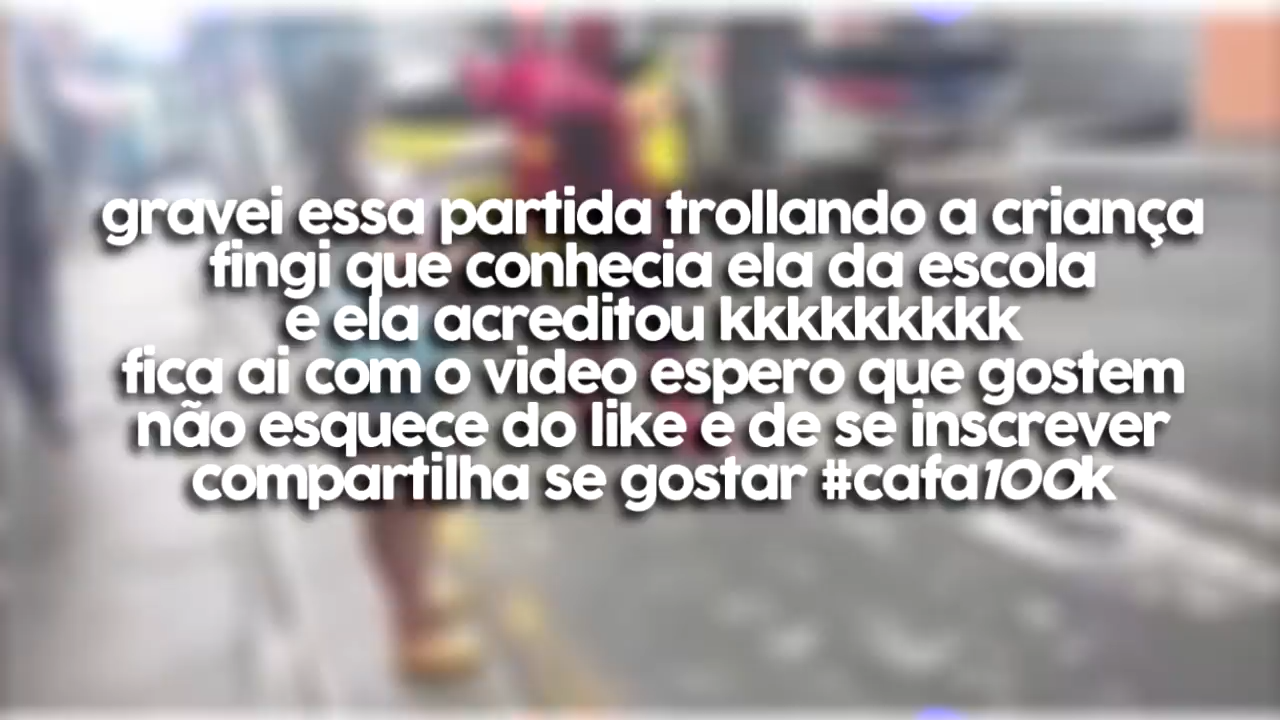 gravei essa partida trollando a criança
fingi que conhecia ela da escola
e ela acreditou kkkkkkkkk
fica ai com o video espero que gostem
não esquece do like e de se inscrever
compartilha se gostar #cafa100k